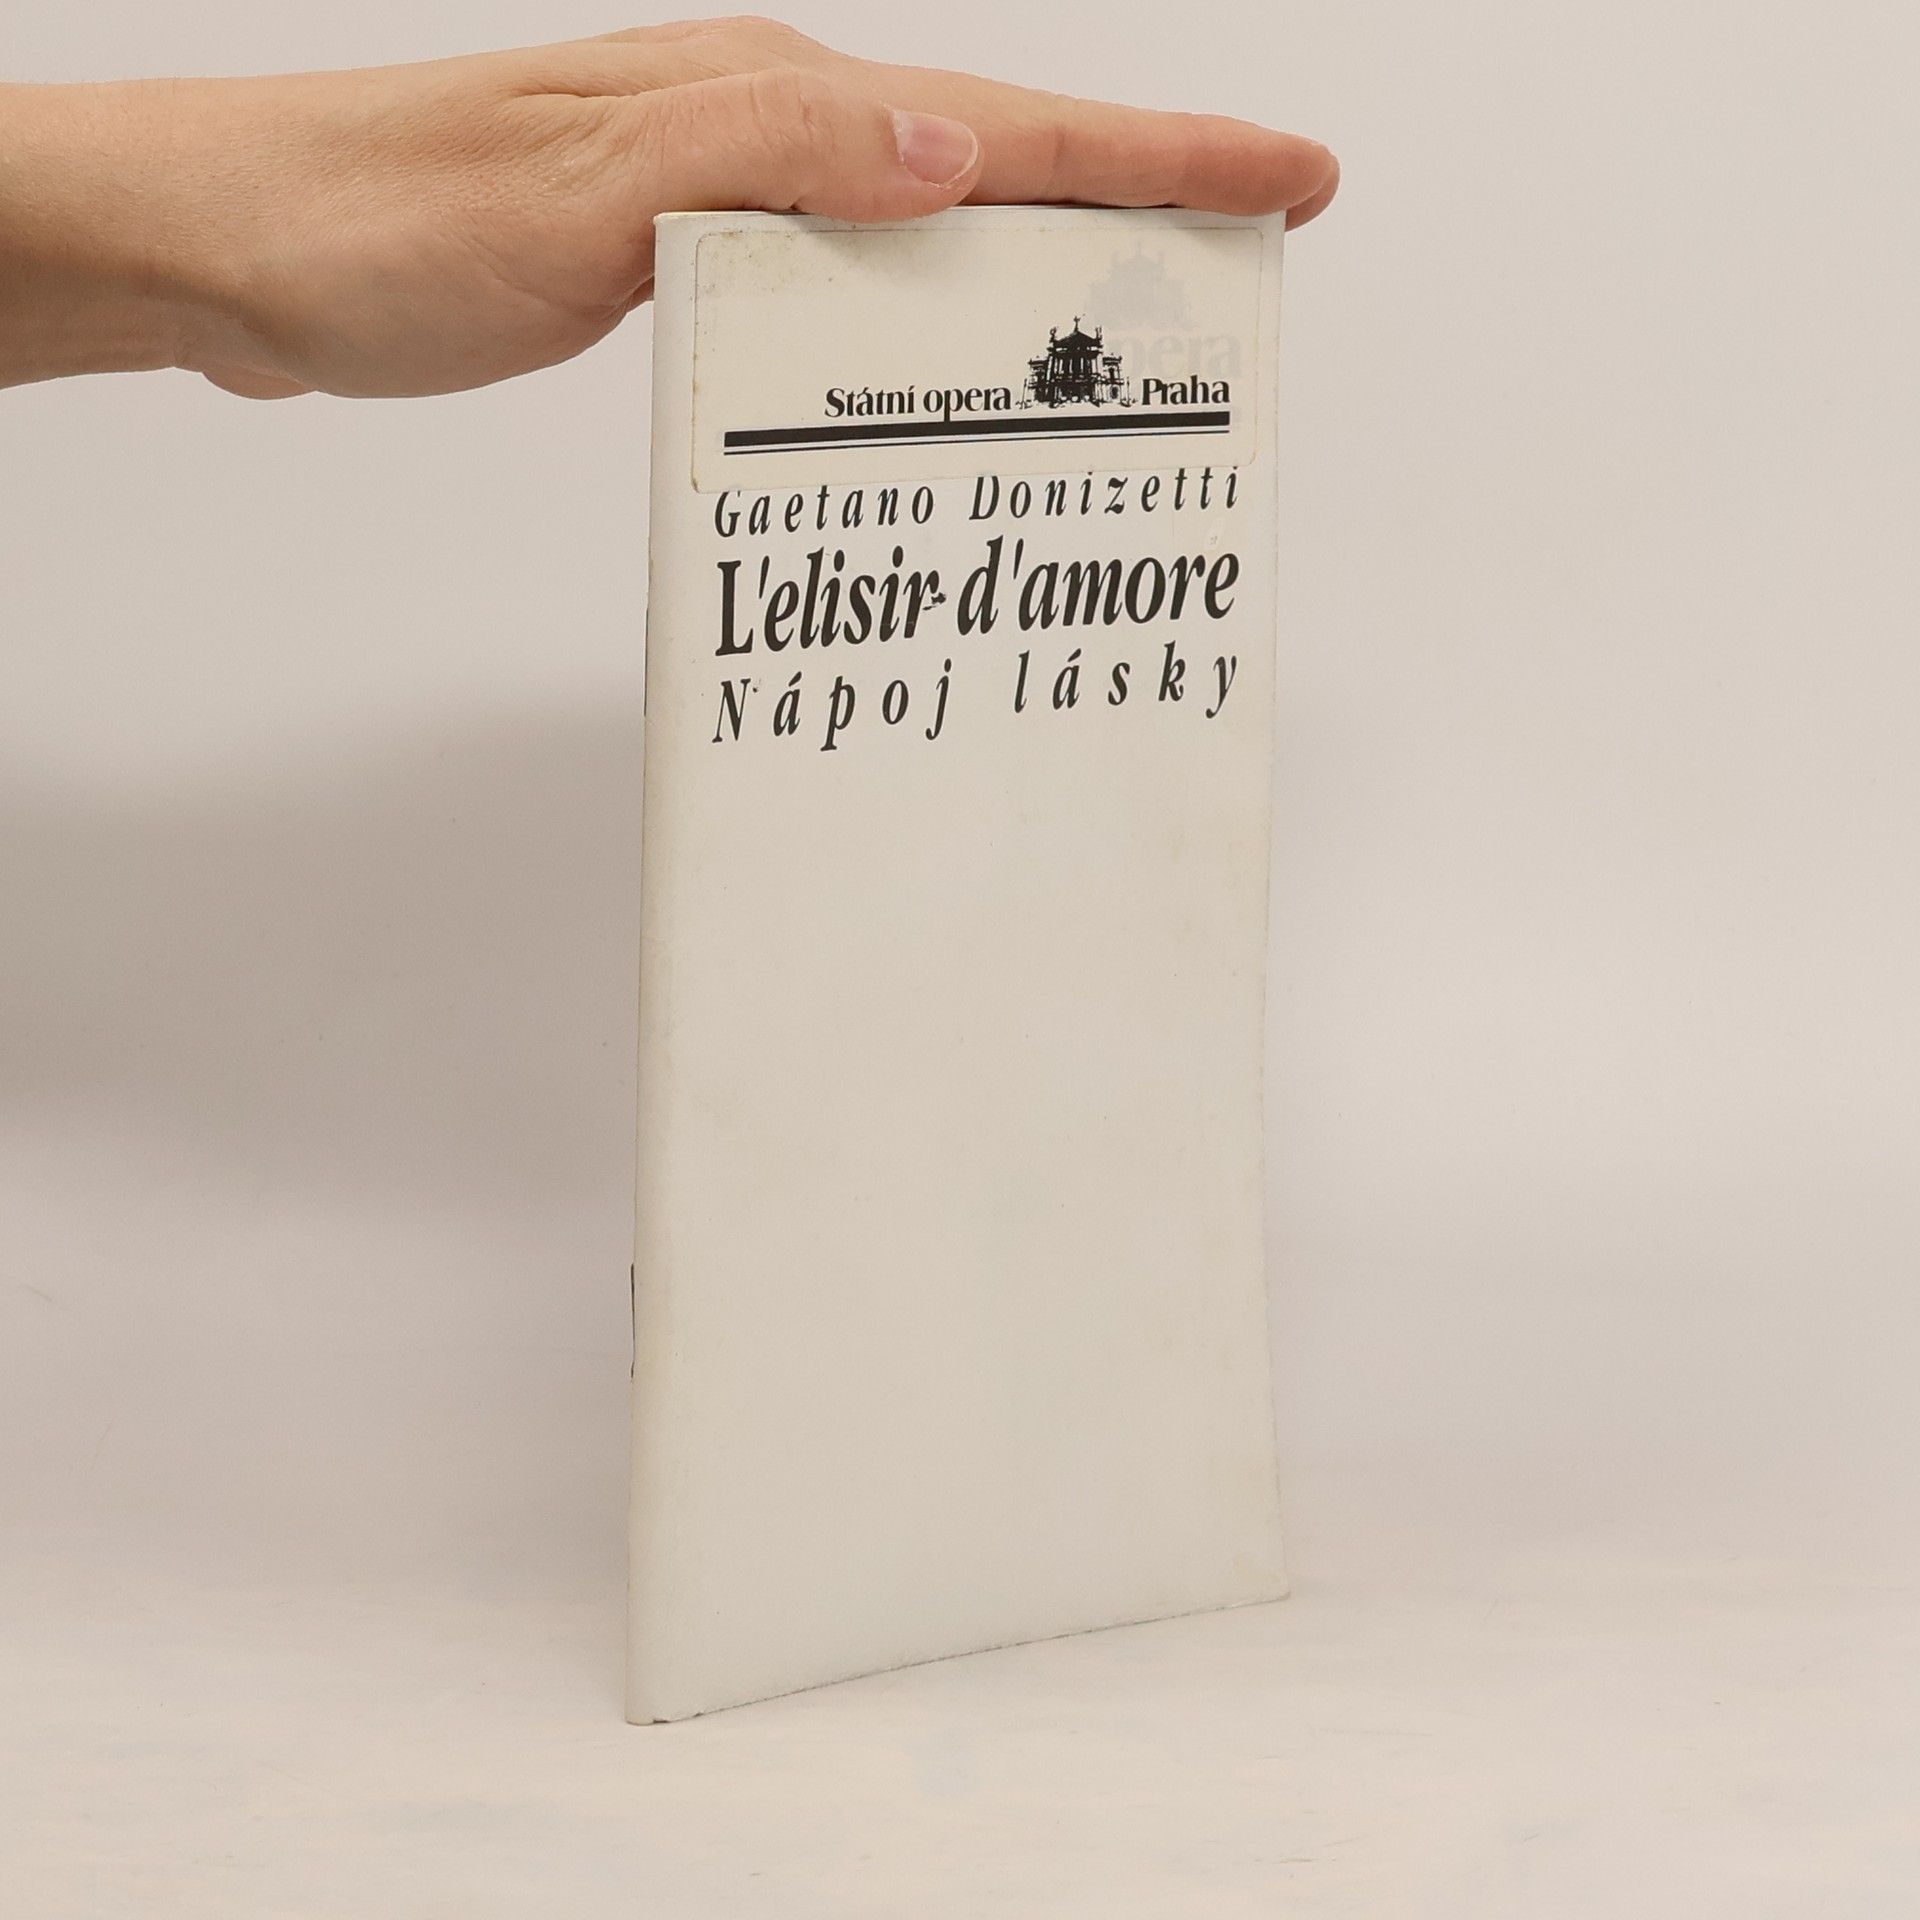 Státní opera Praha
Gaetano Donizetti
L'elisir d'amore
Nápoj lásky